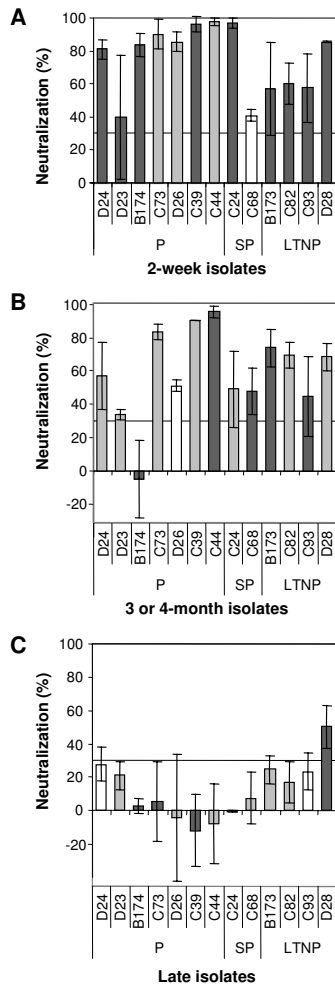 A
Neutralization (%)
100
80
60
40
20
0
D24 D23 B174 C73 D26 C39 C44 C24 C68 B173 C82 C93 D28
P SP LTNP
2-week isolates
B
Neutralization (%)
100
80
60
40
20
0
-20
D24 D23 B174 C73 D26 C39 C44 C24 C68 B173 C82 C93 D28
P SP LTNP
3 or 4-month isolates
C
Neutralization (%)
100
80
60
40
20
0
-20
D24 D23 B174 C73 D26 C39 C44 C24 C68 B173 C82 C93 D28
P SP LTNP
Late isolates